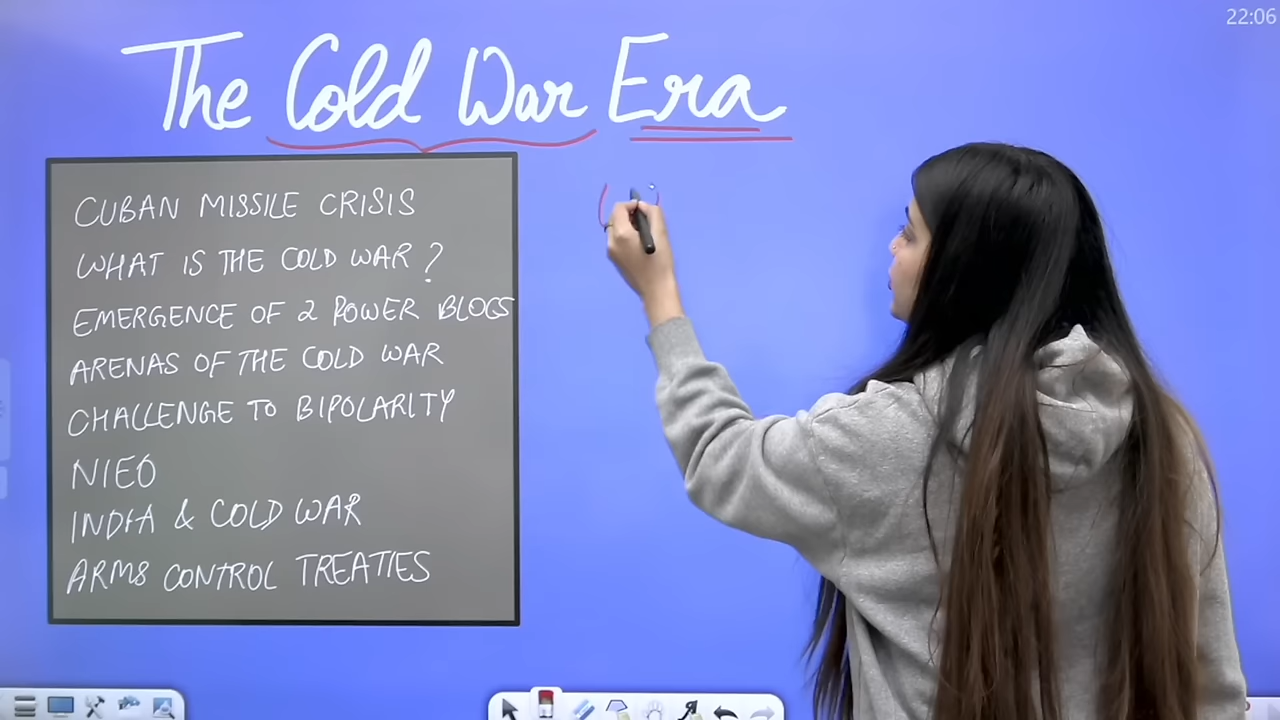 22:06
The Cold War Era
CUBAN MISSILE CRISIS
WHAT IS THE COLD WAR?
EMERGENCE OF 2 POWER BLOCS
ARENAS OF THE COLD WAR
CHALLENGE TO BIPOLARITY
NIEO
INDIA & COLD WAR
ARMS CONTROL TREATIES